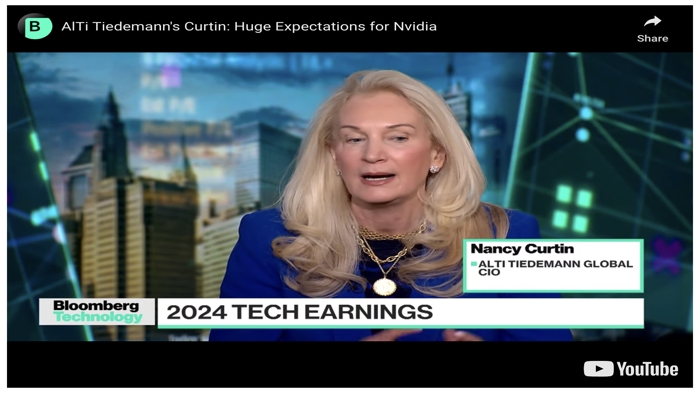 AlTi Tiedemann's Curtin: Huge Expectations for Nvidia
Share
Nancy Curtin
ALTI TIEDEMANN GLOBAL
CIO
Bloomberg
Technology
2024 TECH EARNINGS
YouTube